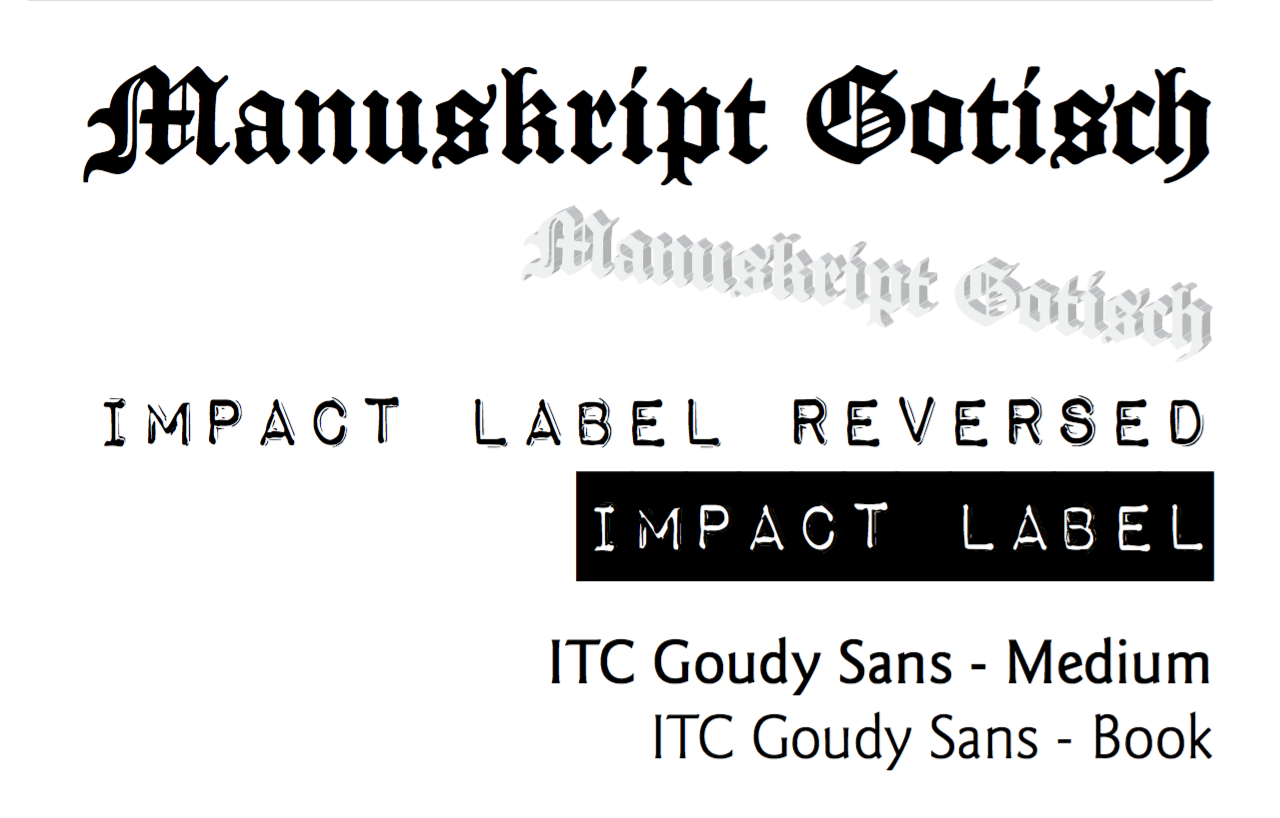 Manuskript Gotisch
Manuskript Gotisch
IMPACT LABEL REVERSED
IMPACT LABEL
ITC Goudy Sans - Medium
ITC Goudy Sans - Book